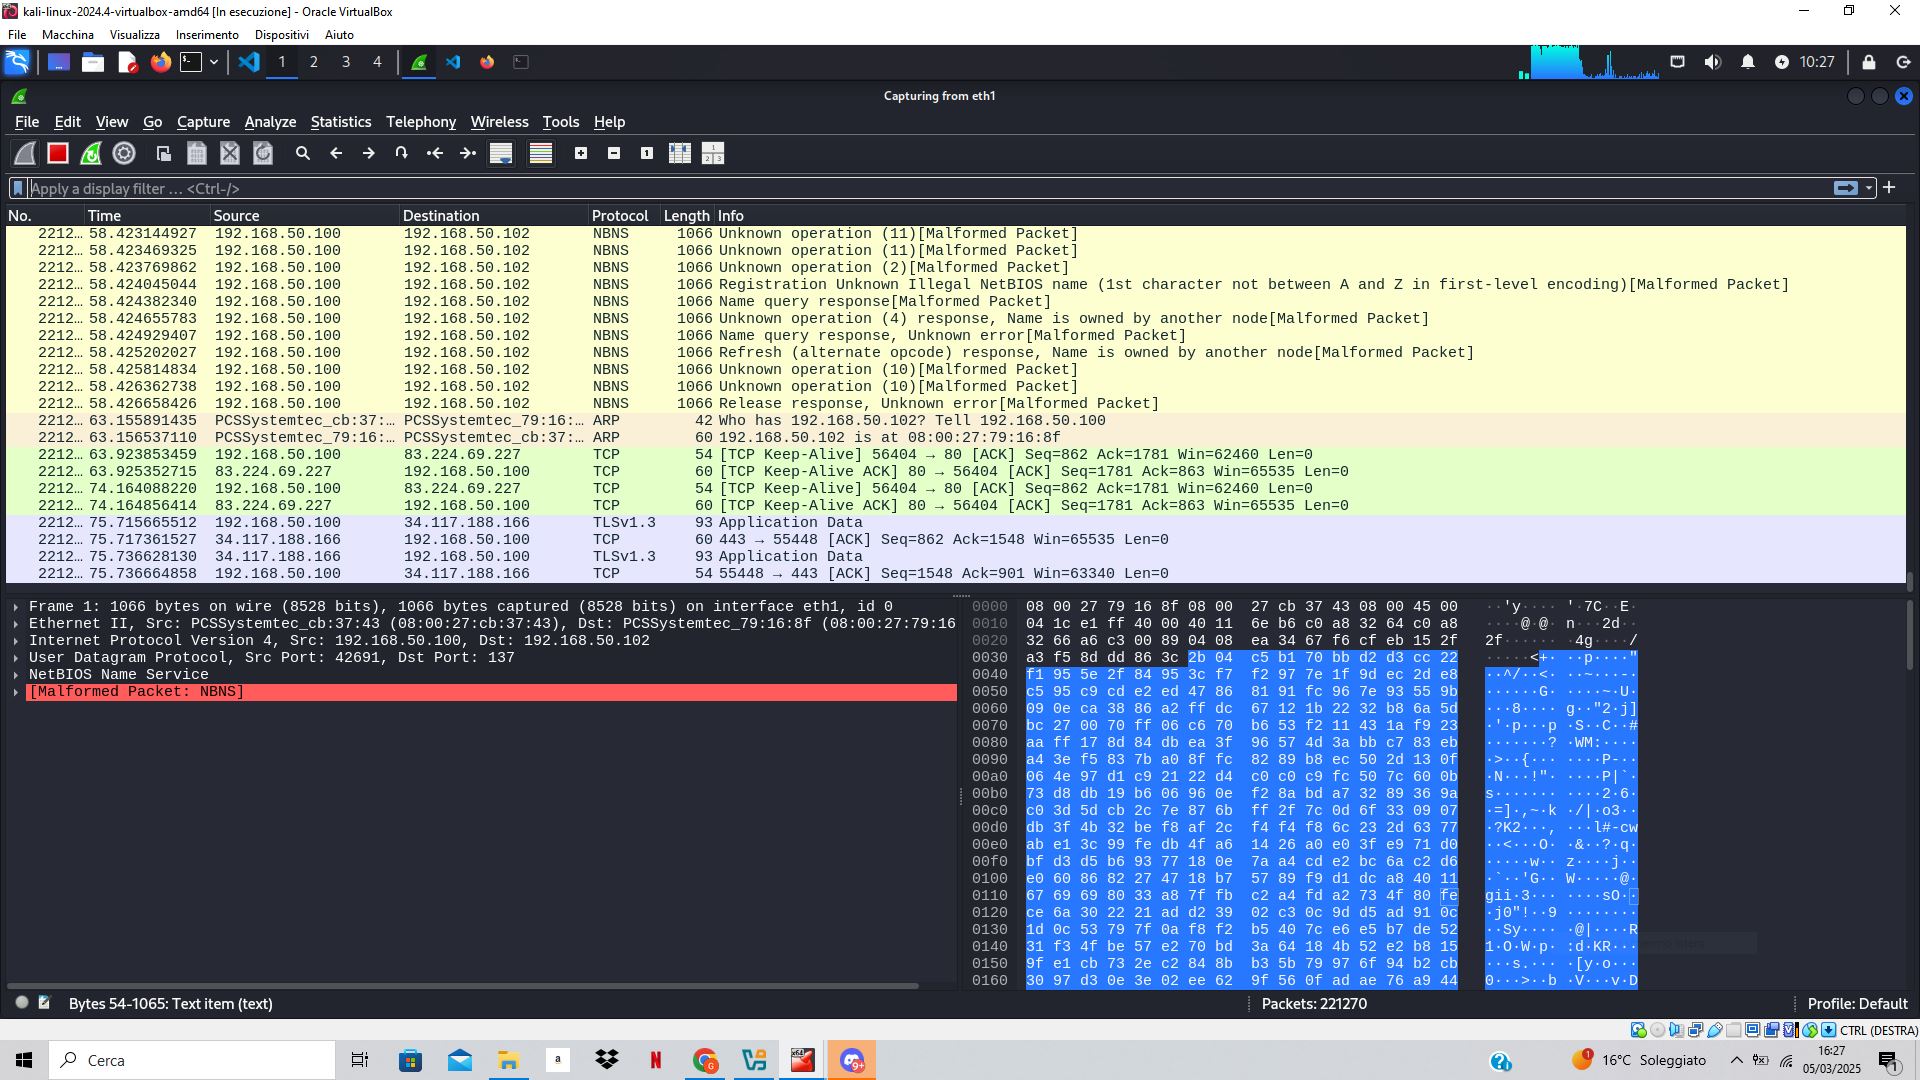 kali-linux-2024.4-virtualbox-amd64 [In esecuzione] - Oracle VirtualBox
File Macchina Visualizza Inserimento Dispositivi Aiuto
1 2 3 4 10:27
Capturing from eth1
File Edit View Go Capture Analyze Statistics Telephony Wireless Tools Help
Apply a display filter … <Ctrl-/>
No. Time Source Destination Protocol Length Info
2212… 58.423144927 192.168.50.100 192.168.50.102 NBNS 1066 Unknown operation (11)[Malformed Packet]
2212… 58.423469325 192.168.50.100 192.168.50.102 NBNS 1066 Unknown operation (11)[Malformed Packet]
2212… 58.423769862 192.168.50.100 192.168.50.102 NBNS 1066 Unknown operation (2)[Malformed Packet]
2212… 58.424045044 192.168.50.100 192.168.50.102 NBNS 1066 Registration Unknown Illegal NetBIOS name (1st character not between A and Z in first-level encoding)[Malformed Packet]
2212… 58.424382340 192.168.50.100 192.168.50.102 NBNS 1066 Name query response[Malformed Packet]
2212… 58.424655783 192.168.50.100 192.168.50.102 NBNS 1066 Unknown operation (4) response, Name is owned by another node[Malformed Packet]
2212… 58.424929407 192.168.50.100 192.168.50.102 NBNS 1066 Name query response, Unknown error[Malformed Packet]
2212… 58.425202027 192.168.50.100 192.168.50.102 NBNS 1066 Refresh (alternate opcode) response, Name is owned by another node[Malformed Packet]
2212… 58.425814834 192.168.50.100 192.168.50.102 NBNS 1066 Unknown operation (10)[Malformed Packet]
2212… 58.426362738 192.168.50.100 192.168.50.102 NBNS 1066 Unknown operation (10)[Malformed Packet]
2212… 58.426658426 192.168.50.100 192.168.50.102 NBNS 1066 Release response, Unknown error[Malformed Packet]
2212… 63.155891435 PCSSystemtec_cb:37:… PCSSystemtec_79:16:… ARP 42 Who has 192.168.50.102? Tell 192.168.50.100
2212… 63.156537110 PCSSystemtec_79:16:… PCSSystemtec_cb:37:… ARP 60 192.168.50.102 is at 08:00:27:79:16:8f
2212… 63.923853459 192.168.50.100 83.224.69.227 TCP 54 [TCP Keep-Alive] 56404 → 80 [ACK] Seq=862 Ack=1781 Win=62460 Len=0
2212… 63.925352715 83.224.69.227 192.168.50.100 TCP 60 [TCP Keep-Alive ACK] 80 → 56404 [ACK] Seq=1781 Ack=863 Win=65535 Len=0
2212… 74.164088220 192.168.50.100 83.224.69.227 TCP 54 [TCP Keep-Alive] 56404 → 80 [ACK] Seq=862 Ack=1781 Win=62460 Len=0
2212… 74.164856414 83.224.69.227 192.168.50.100 TCP 60 [TCP Keep-Alive ACK] 80 → 56404 [ACK] Seq=1781 Ack=863 Win=65535 Len=0
2212… 75.715665512 192.168.50.100 34.117.188.166 TLSv1.3 93 Application Data
2212… 75.717361527 34.117.188.166 192.168.50.100 TCP 60 443 → 55448 [ACK] Seq=862 Ack=1548 Win=65535 Len=0
2212… 75.736628130 34.117.188.166 192.168.50.100 TLSv1.3 93 Application Data
2212… 75.736664858 192.168.50.100 34.117.188.166 TCP 54 55448 → 443 [ACK] Seq=1548 Ack=901 Win=63340 Len=0
Frame 1: 1066 bytes on wire (8528 bits), 1066 bytes captured (8528 bits) on interface eth1, id 0
Ethernet II, Src: PCSSystemtec_cb:37:43 (08:00:27:cb:37:43), Dst: PCSSystemtec_79:16:8f (08:00:27:79:16
Internet Protocol Version 4, Src: 192.168.50.100, Dst: 192.168.50.102
User Datagram Protocol, Src Port: 42691, Dst Port: 137
NetBIOS Name Service
[Malformed Packet: NBNS]
0000 08 00 27 79 16 8f 08 00 27 cb 37 43 08 00 45 00 ··'y···· '·7C··E·
0010 04 1c e1 ff 40 00 40 11 6e b6 c0 a8 32 64 c0 a8 ····@·@· n···2d··
0020 32 66 a6 c3 00 89 04 08 ea 34 67 f6 cf eb 15 2f 2f······ ·4g····/
0030 a3 f5 8d dd 86 3c 2b 04 c5 b1 70 bb d2 d3 cc 22 ·····<+· ··p····"
0040 f1 95 5e 2f 84 95 3c f7 f2 97 7e 1f 9d ec 2d e8 ··^/··<· ··~···-·
0050 c5 95 c9 cd e2 ed 47 86 81 91 fc 96 7e 93 55 9b ······G· ····~·U·
0060 09 0e ca 38 86 a2 ff dc 67 12 1b 22 32 b8 6a 5d ···8···· g··"2·j]
0070 bc 27 00 70 ff 06 c6 70 b6 53 f2 11 43 1a f9 23 ·'·p···p ·S··C··#
0080 aa ff 17 8d 84 db ea 3f 96 57 4d 3a bb c7 83 eb ·······? ·WM:····
0090 a4 3e f5 83 7b a0 8f fc 82 89 b8 ec 50 2d 13 0f ·>··{··· ····P-··
00a0 06 4e 97 d1 c9 21 22 d4 c0 c0 c9 fc 50 7c 60 0b ·N···!"· ····P|`·
00b0 73 d8 db 19 b6 06 96 0e f2 8a bd a7 32 89 36 9a s······· ····2·6·
00c0 c0 3d 5d cb 2c 7e 87 6b ff 2f 7c 0d 6f 33 09 07 ·=]·,~·k ·/|·o3··
00d0 db 3f 4b 32 be f8 af 2c f4 f4 f8 6c 23 2d 63 77 ·?K2···, ···l#-cw
00e0 ab e1 3c 99 fe db 4f a6 14 26 a0 e0 3f e9 71 d0 ··<···O· ·&··?·q·
00f0 bf d3 d5 b6 93 77 18 0e 7a a4 cd e2 bc 6a c2 d6 ·····w·· z····j··
0100 e0 60 86 82 27 47 18 b7 57 89 f9 d1 dc a8 40 11 ·`··'G·· W·····@·
0110 67 69 69 80 33 a8 7f fb c2 a4 fd a2 73 4f 80 fe gii·3··· ····sO··
0120 ce 6a 30 22 21 ad d2 39 02 c3 0c 9d d5 ad 91 0c ·j0"!··9 ········
0130 1d 0c 53 79 7f 0a f8 f2 b5 40 7c e6 e5 b7 de 52 ··Sy···· ·@|····R
0140 31 f3 4f be 57 e2 70 bd 3a 64 18 4b 52 e2 b8 15 1·O·W·p· :d·KR···
0150 9f e1 cb 73 2e c2 84 8b b3 5b 79 97 6f 94 b2 cb ···s.··· ·[y·o···
0160 30 97 d3 0e 3e 02 ee 62 9f 56 0f ad ae 76 a9 44 0···>··b ·V···v·D
Bytes 54-1065: Text item (text) Packets: 221270 Profile: Default
CTRL (DESTRA)
Cerca
16°C Soleggiato
16:27
05/03/2025